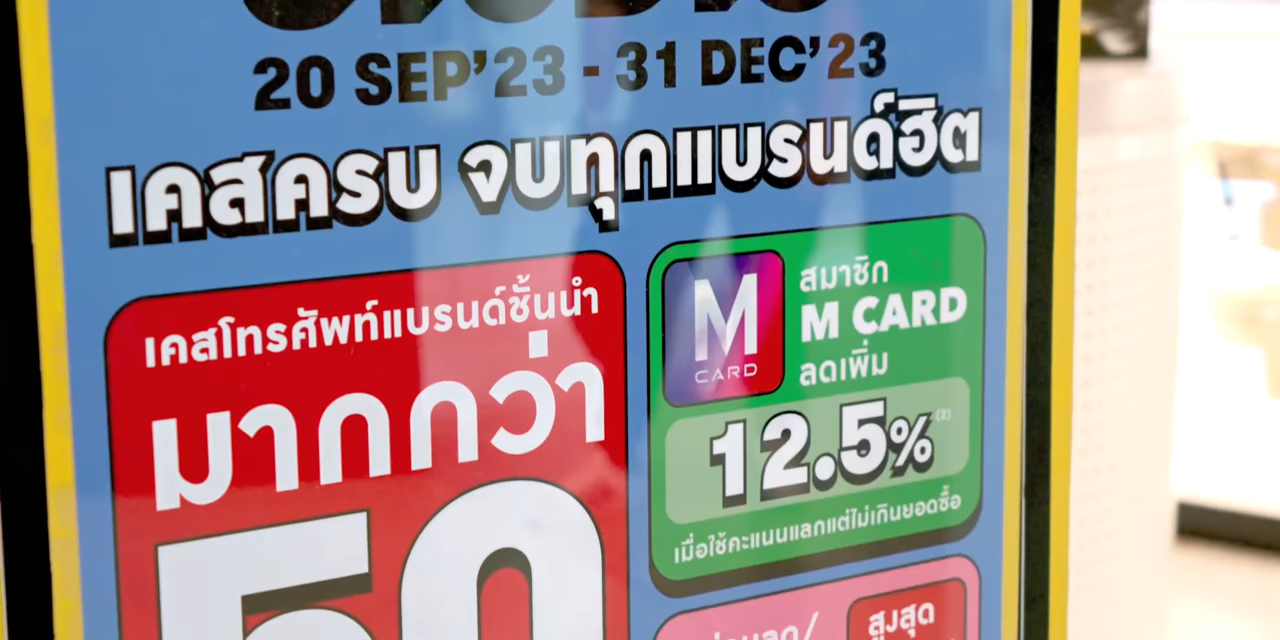 20 SEP'23 - 31 DEC'23
เคสครบ จบทุกแบรนด์ฮิต
เคสโทรศัพท์แบรนด์ชั้นนำ
มากกว่า
50
M
CARD
สมาชิก
M CARD
ลดเพิ่ม
12.5% (2)
เมื่อใช้คะแนนแลกแต่ไม่เกินยอดซื้อ
สูงสุด